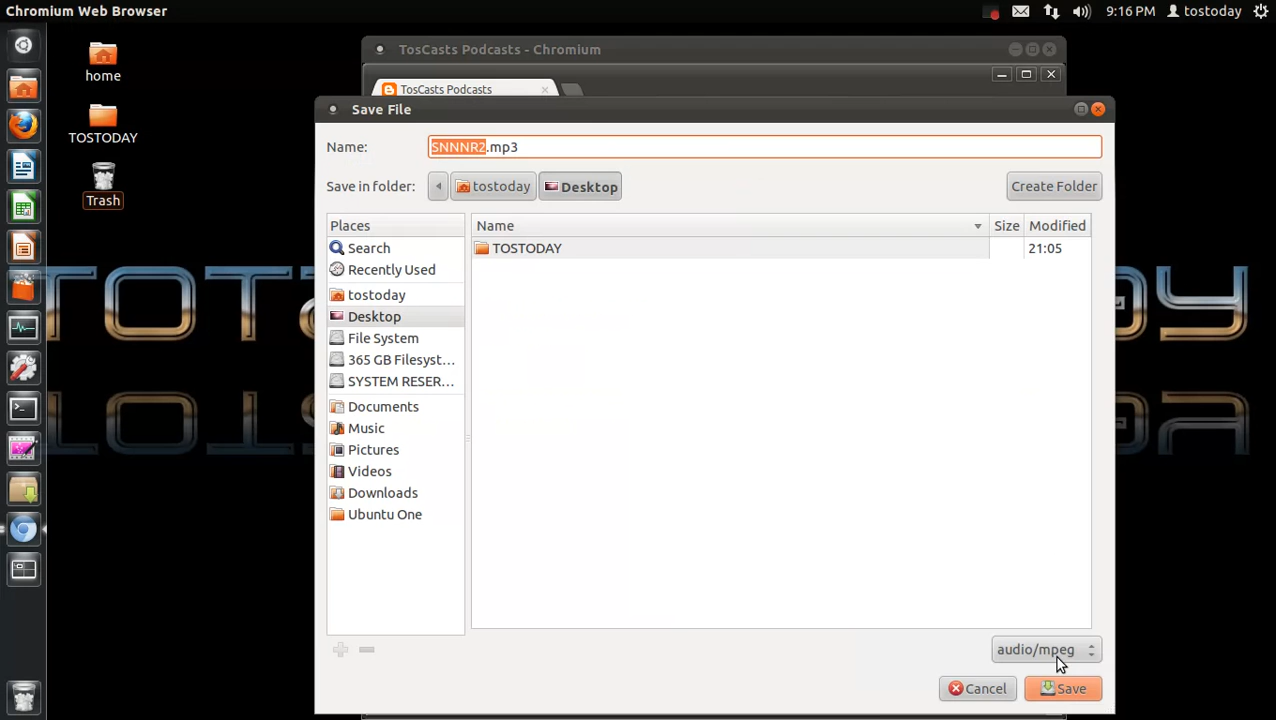 Chromium Web Browser
9:16 PM
tostoday
home
TOSTODAY
Trash
TosCasts Podcasts - Chromium
TosCasts Podcasts
Save File
Name:
SNNNR2.mp3
Save in folder:
tostoday
Desktop
Create Folder
Places
Name
Size
Modified
Search
TOSTODAY
21:05
Recently Used
tostoday
Desktop
File System
365 GB Filesyst...
SYSTEM RESER...
Documents
Music
Pictures
Videos
Downloads
Ubuntu One
audio/mpeg
Cancel
Save